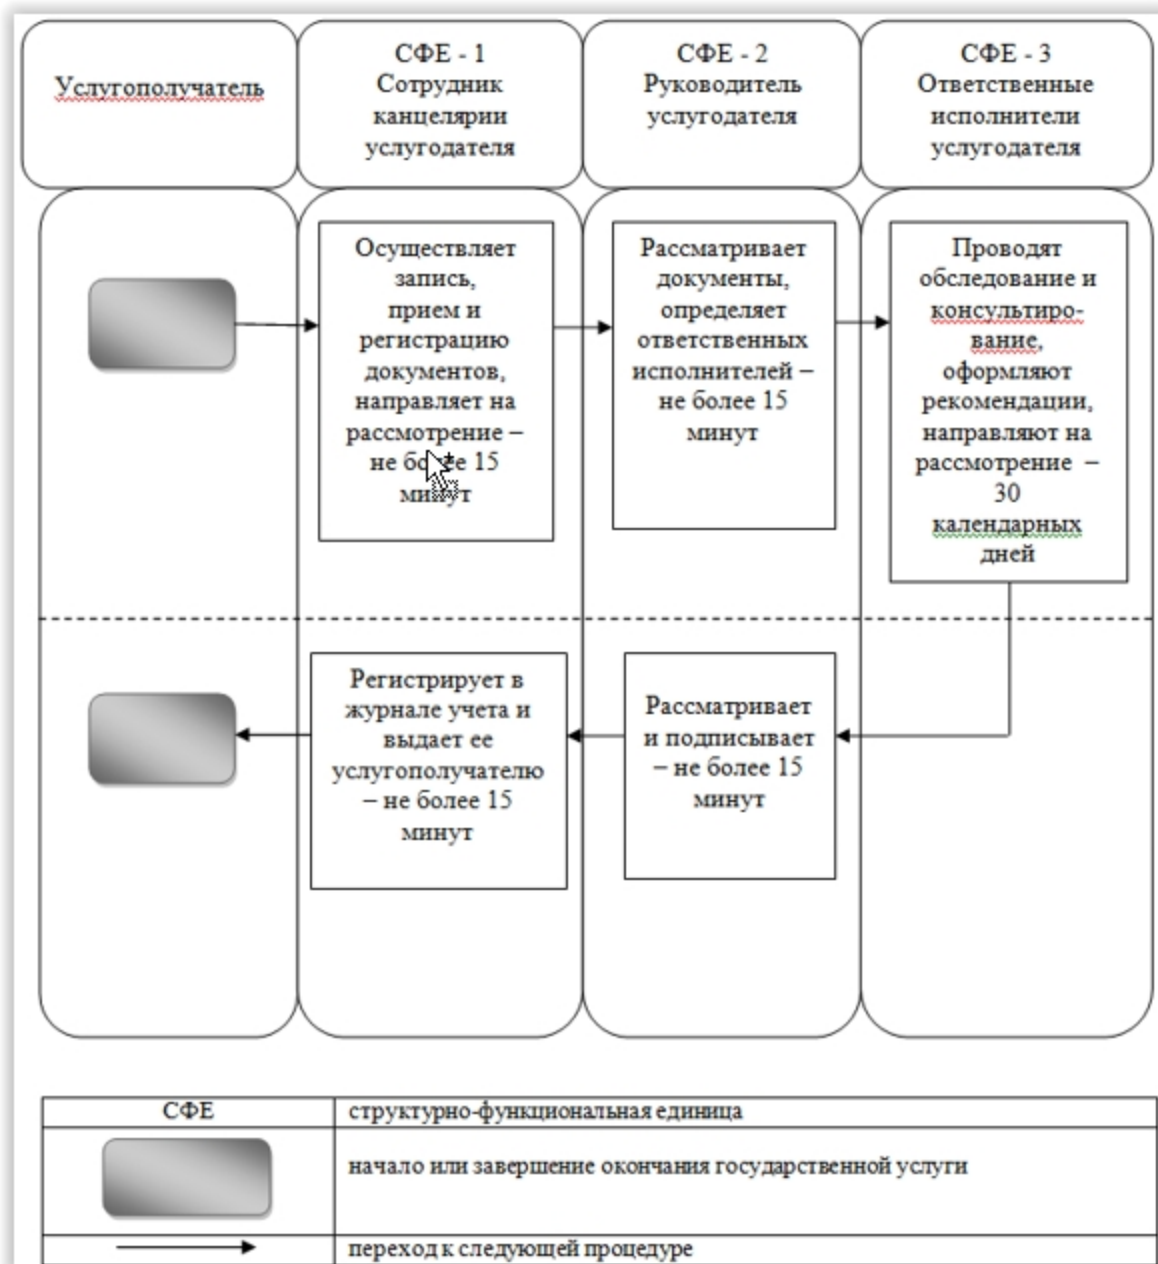 Услугополучатель
СФЕ - 1
Сотрудник
канцелярии
услугодателя
СФЕ - 2
Руководитель
услугодателя
СФЕ - 3
Ответственные
исполнители
услугодателя
Осуществляет
запись,
прием и
регистрацию
документов,
направляет на
рассмотрение –
не более 15
минут
Рассматривает
документы,
определяет
ответственных
исполнителей –
не более 15
минут
Проводят
обследование и
консультиро-
вание,
оформляют
рекомендации,
направляют на
рассмотрение –
30
календарных
дней
Регистрирует в
журнале учета и
выдает ее
услугополучателю
– не более 15
минут
Рассматривает
и подписывает
– не более 15
минут
СФЕ
структурно-функциональная единица
начало или завершение окончания государственной услуги
переход к следующей процедуре